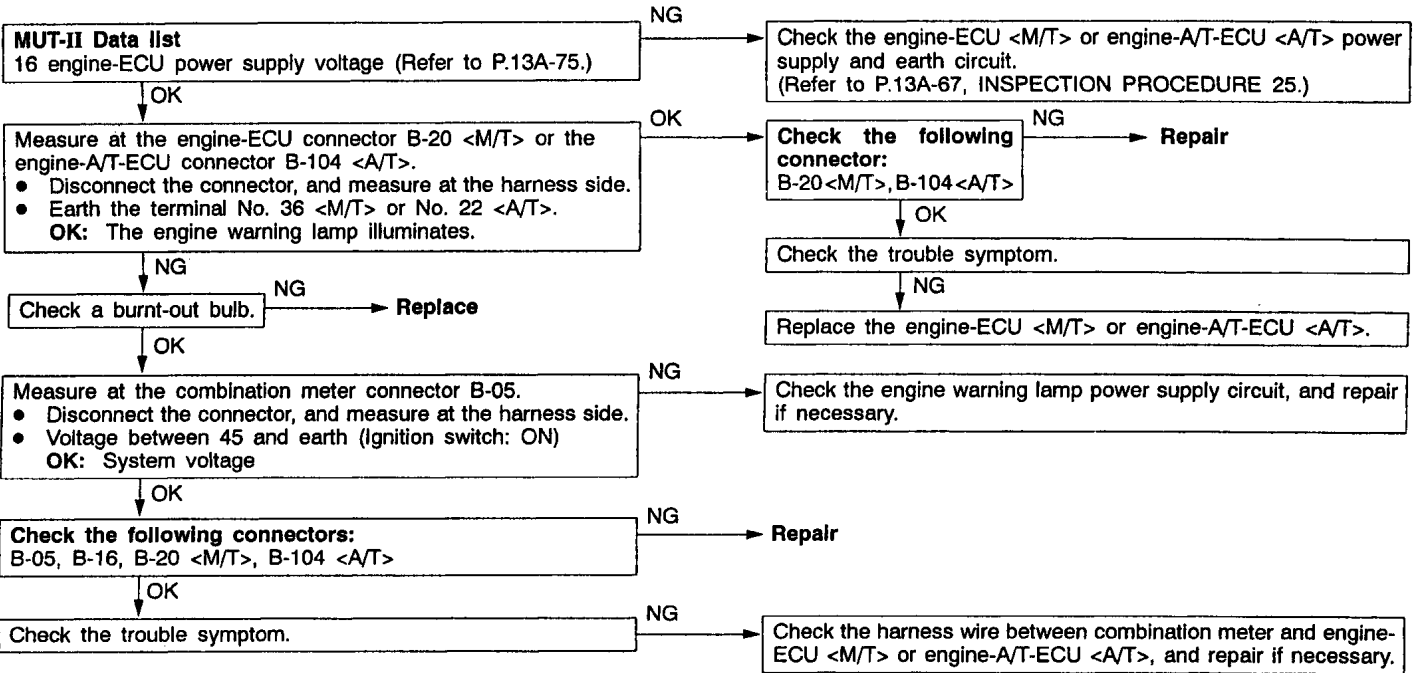 MUT-II Data list
16 engine-ECU power supply voltage (Refer to P.13A-75.)
NG
Check the engine-ECU <M/T> or engine-A/T-ECU <A/T> power
supply and earth circuit.
(Refer to P.13A-67, INSPECTION PROCEDURE 25.)
OK
Measure at the engine-ECU connector B-20 <M/T> or the
engine-A/T-ECU connector B-104 <A/T>.
● Disconnect the connector, and measure at the harness side.
● Earth the terminal No. 36 <M/T> or No. 22 <A/T>.
OK: The engine warning lamp illuminates.
OK
Check the following
connector:
B-20<M/T>, B-104<A/T>
NG
Repair
OK
Check the trouble symptom.
NG
Replace the engine-ECU <M/T> or engine-A/T-ECU <A/T>.
NG
Check a burnt-out bulb.
NG
Replace
OK
Measure at the combination meter connector B-05.
● Disconnect the connector, and measure at the harness side.
● Voltage between 45 and earth (Ignition switch: ON)
OK: System voltage
NG
Check the engine warning lamp power supply circuit, and repair
if necessary.
OK
Check the following connectors:
B-05, B-16, B-20 <M/T>, B-104 <A/T>
NG
Repair
OK
Check the trouble symptom.
NG
Check the harness wire between combination meter and engine-
ECU <M/T> or engine-A/T-ECU <A/T>, and repair if necessary.